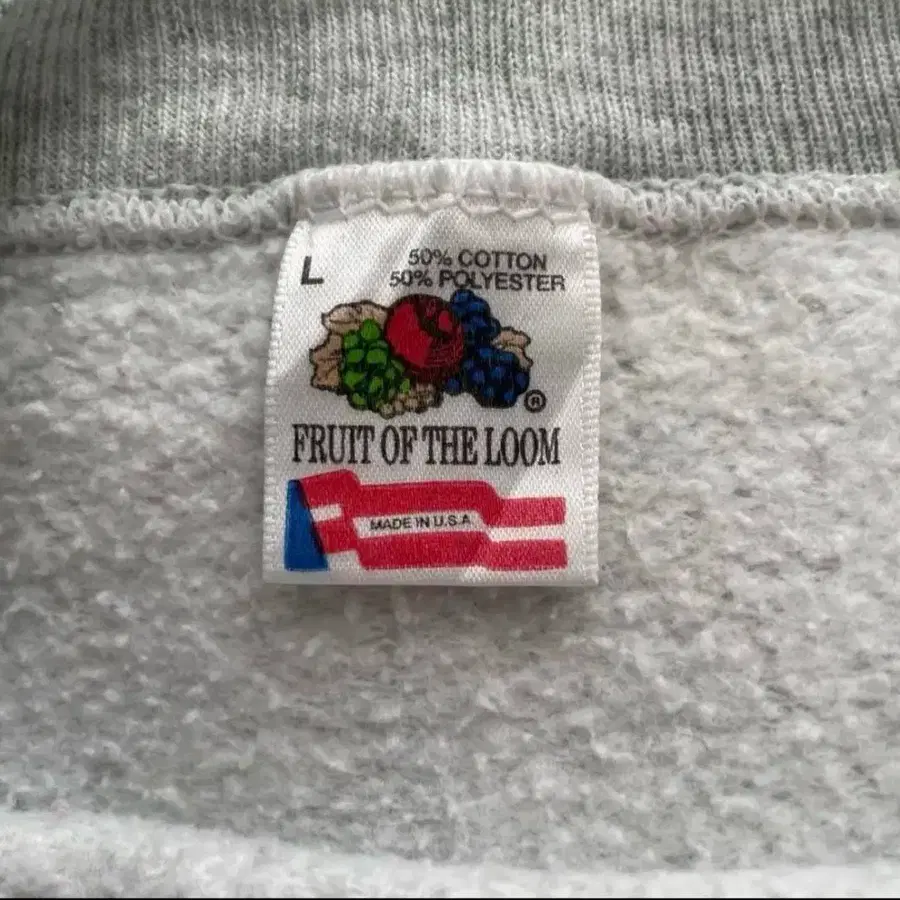 L
50% COTTON
50% POLYESTER
®
FRUIT OF THE LOOM
MADE IN U.S.A.